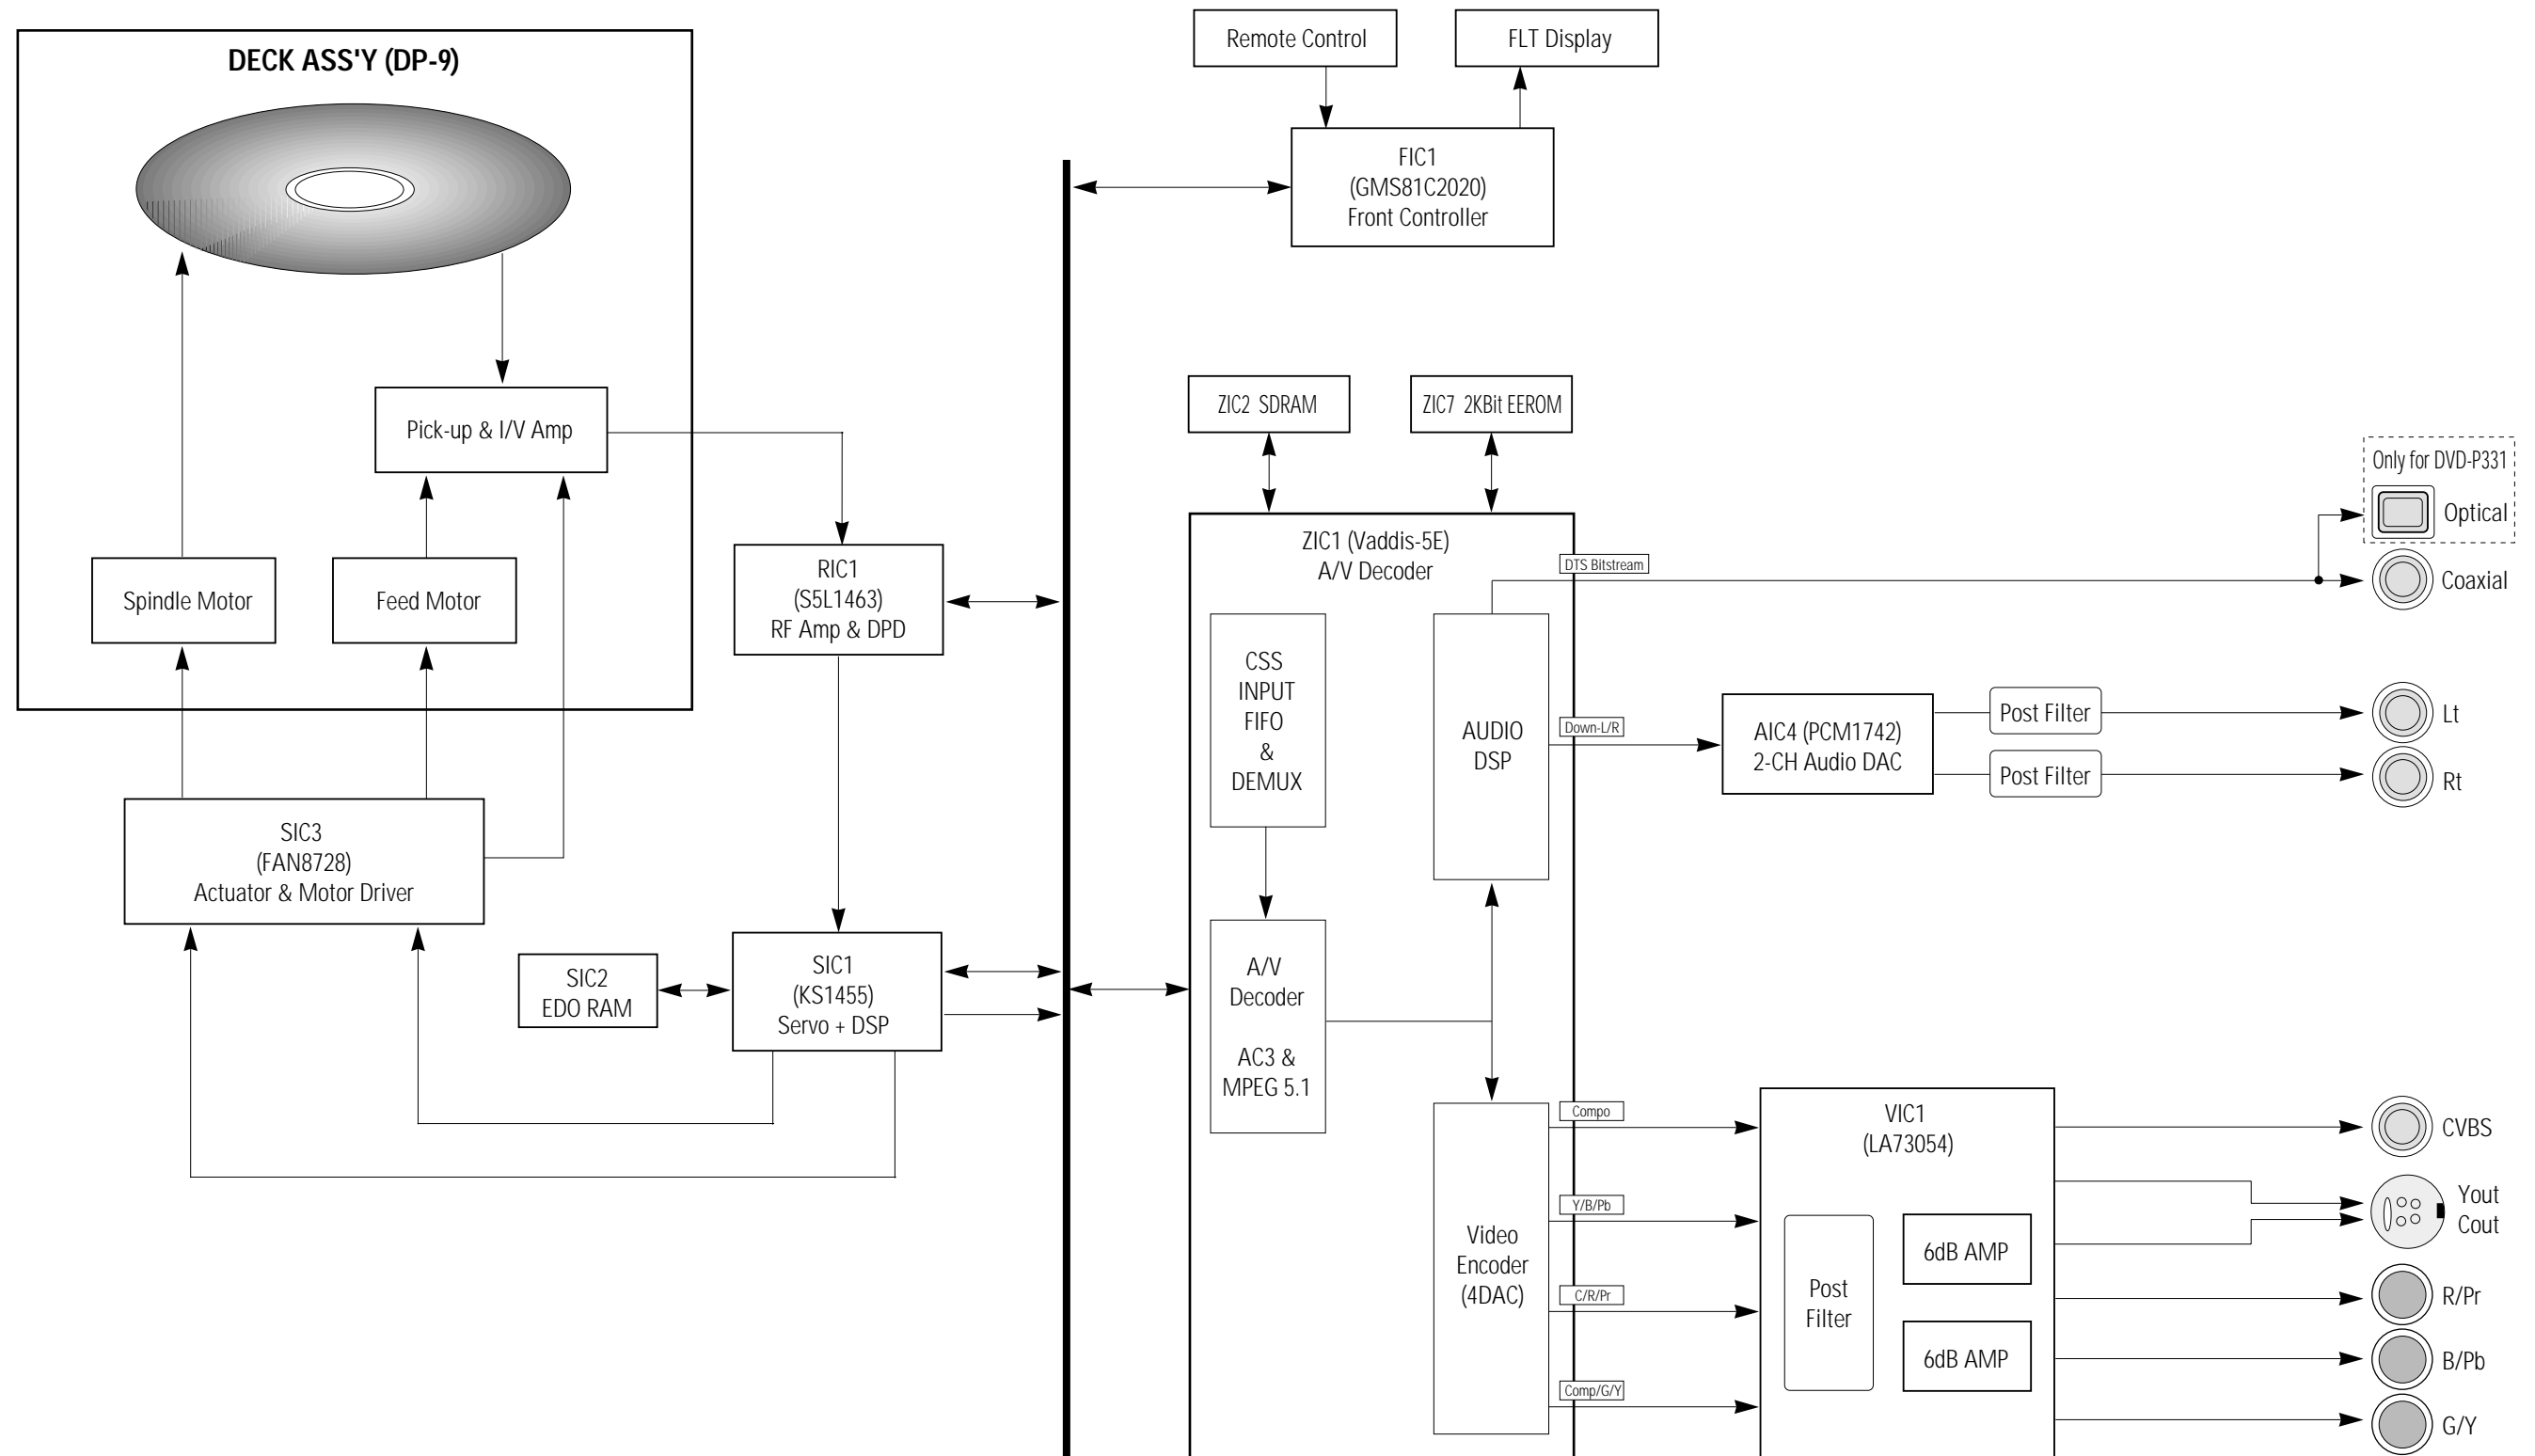 DECK ASS'Y (DP-9)
Pick-up & I/V Amp
Spindle Motor
Feed Motor
SIC3
(FAN8728)
Actuator & Motor Driver
RIC1
(S5L1463)
RF Amp & DPD
SIC2
EDO RAM
SIC1
(KS1455)
Servo + DSP
Remote Control
FLT Display
FIC1
(GMS81C2020)
Front Controller
ZIC2 SDRAM
ZIC7 2KBit EEROM
ZIC1 (Vaddis-5E)
A/V Decoder
CSS
INPUT
FIFO
&
DEMUX
AUDIO
DSP
A/V
Decoder
AC3 &
MPEG 5.1
Video
Encoder
(4DAC)
DTS Bitstream
Down-L/R
Compo
Y/B/Pb
C/R/Pr
Comp/G/Y
AIC4 (PCM1742)
2-CH Audio DAC
Post Filter
Post Filter
VIC1
(LA73054)
Post
Filter
6dB AMP
6dB AMP
Only for DVD-P331
Optical
Coaxial
Lt
Rt
CVBS
Yout
Cout
R/Pr
B/Pb
G/Y